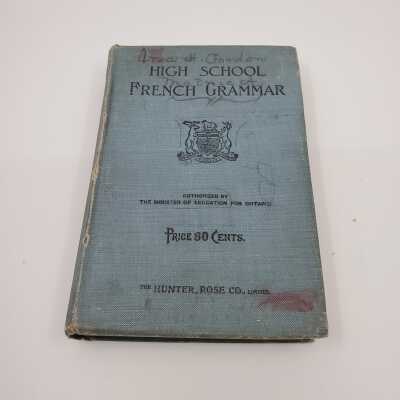 HIGH SCHOOL
FRENCH GRAMMAR
AUTHORIZED BY
THE MINISTER OF EDUCATION FOR ONTARIO
PRICE 80 CENTS.
THE HUNTER, ROSE CO., LIMITED.